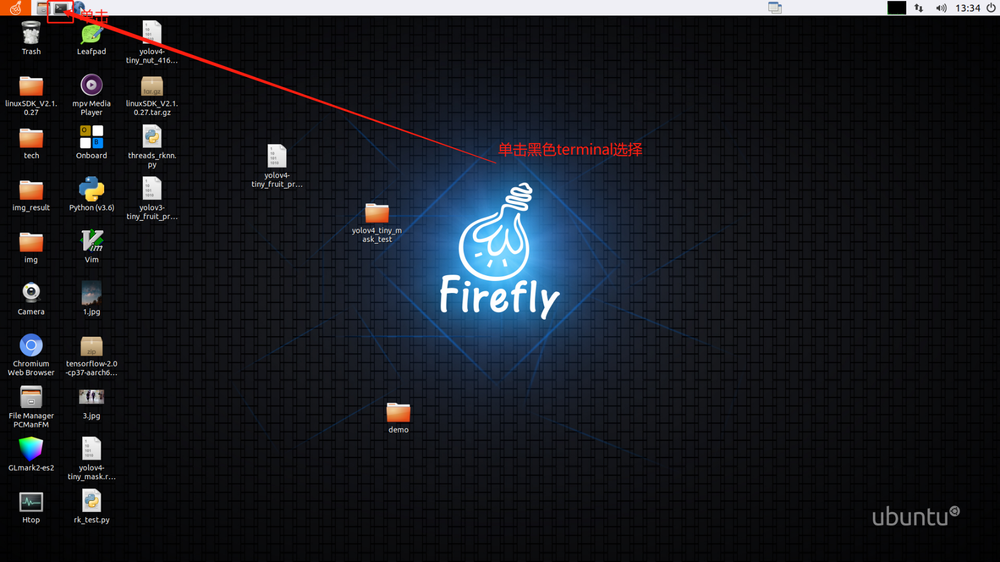 单击
13:34
Trash
Leafpad
yolov4-
tiny_nut_416...
linuxSDK_V2.1.
0.27
mpv Media
Player
tar.gz
linuxSDK_V2.1.
0.27.tar.gz
tech
Onboard
threads_rknn.
py
单击黑色terminal选择
yolov4-
tiny_fruit_pr...
img_result
Python (v3.6)
yolov3-
tiny_fruit_pr...
yolov4_tiny_m
ask_test
img
Vim
Firefly
Camera
1.jpg
Chromium
Web Browser
zip
tensorflow-2.0
-cp37-aarch6...
File Manager
PCManFM
3.jpg
demo
GLmark2-es2
yolov4-
tiny_mask.r...
Htop
rk_test.py
ubuntu